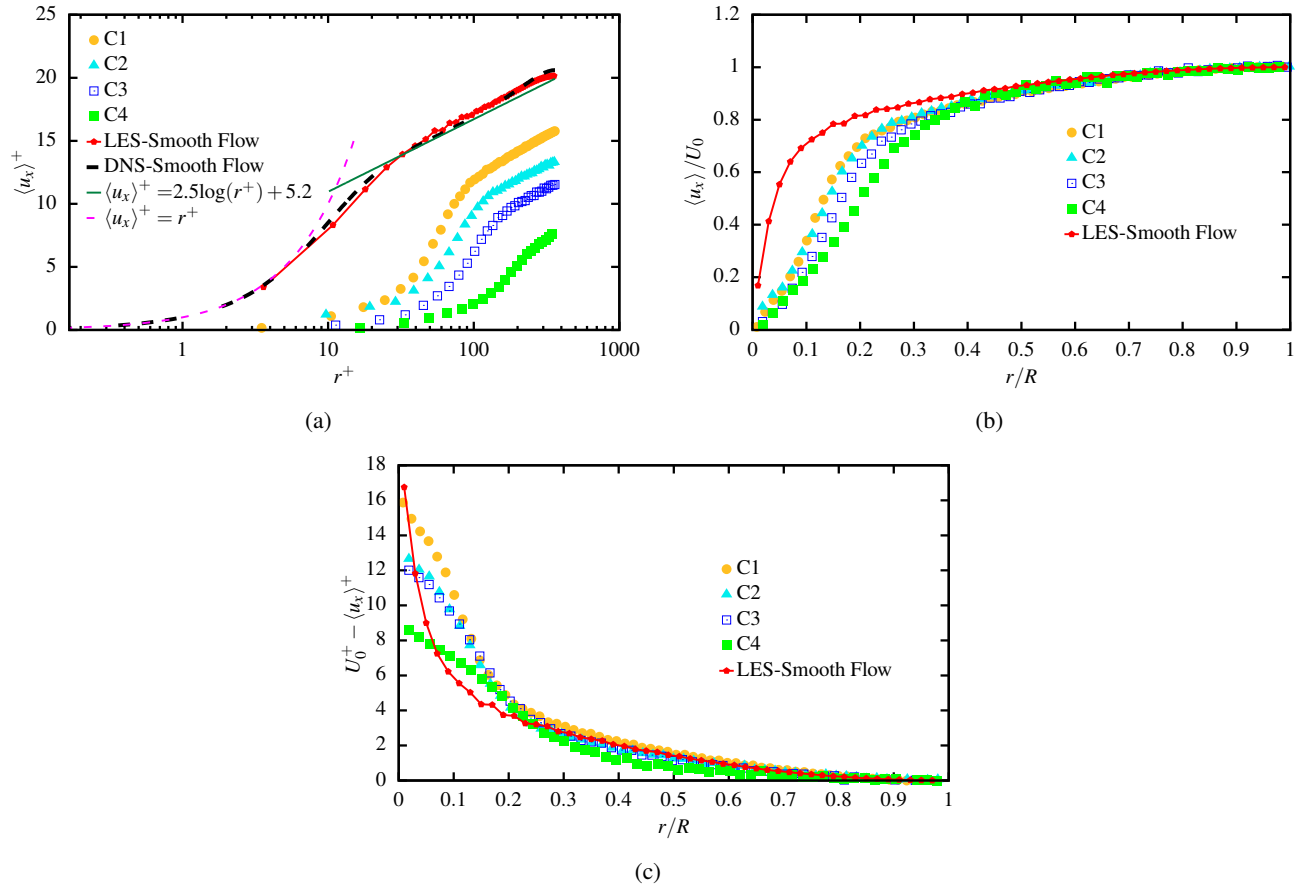 25
20
15
10
5
0
⟨u_x⟩⁺
1
10
100
1000
r⁺
C1
C2
C3
C4
LES-Smooth Flow
DNS-Smooth Flow
⟨u_x⟩⁺ = 2.5log(r⁺) + 5.2
⟨u_x⟩⁺ = r⁺
(a)
1.2
1
0.8
0.6
0.4
0.2
0
⟨u_x⟩/U_0
0 0.1 0.2 0.3 0.4 0.5 0.6 0.7 0.8 0.9 1
r/R
C1
C2
C3
C4
LES-Smooth Flow
(b)
18
16
14
12
10
8
6
4
2
0
U_0⁺ − ⟨u_x⟩⁺
0 0.1 0.2 0.3 0.4 0.5 0.6 0.7 0.8 0.9 1
r/R
C1
C2
C3
C4
LES-Smooth Flow
(c)